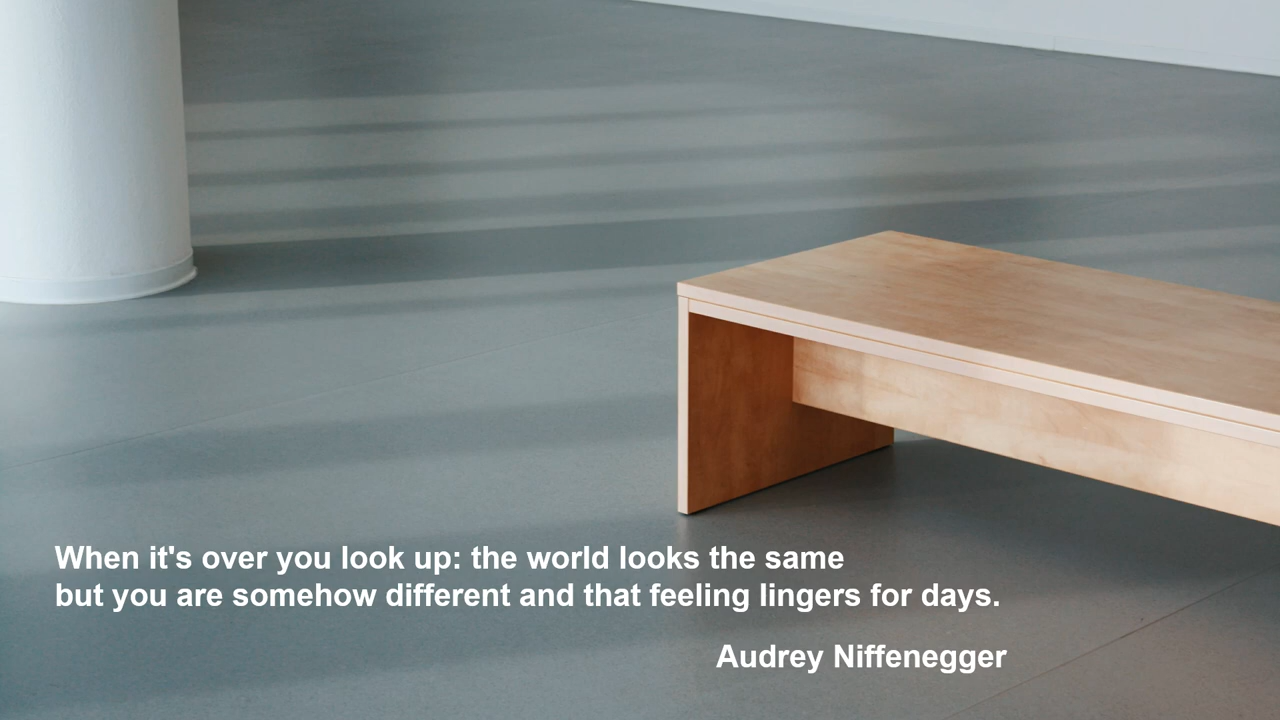 When it's over you look up: the world looks the same
but you are somehow different and that feeling lingers for days.
Audrey Niffenegger